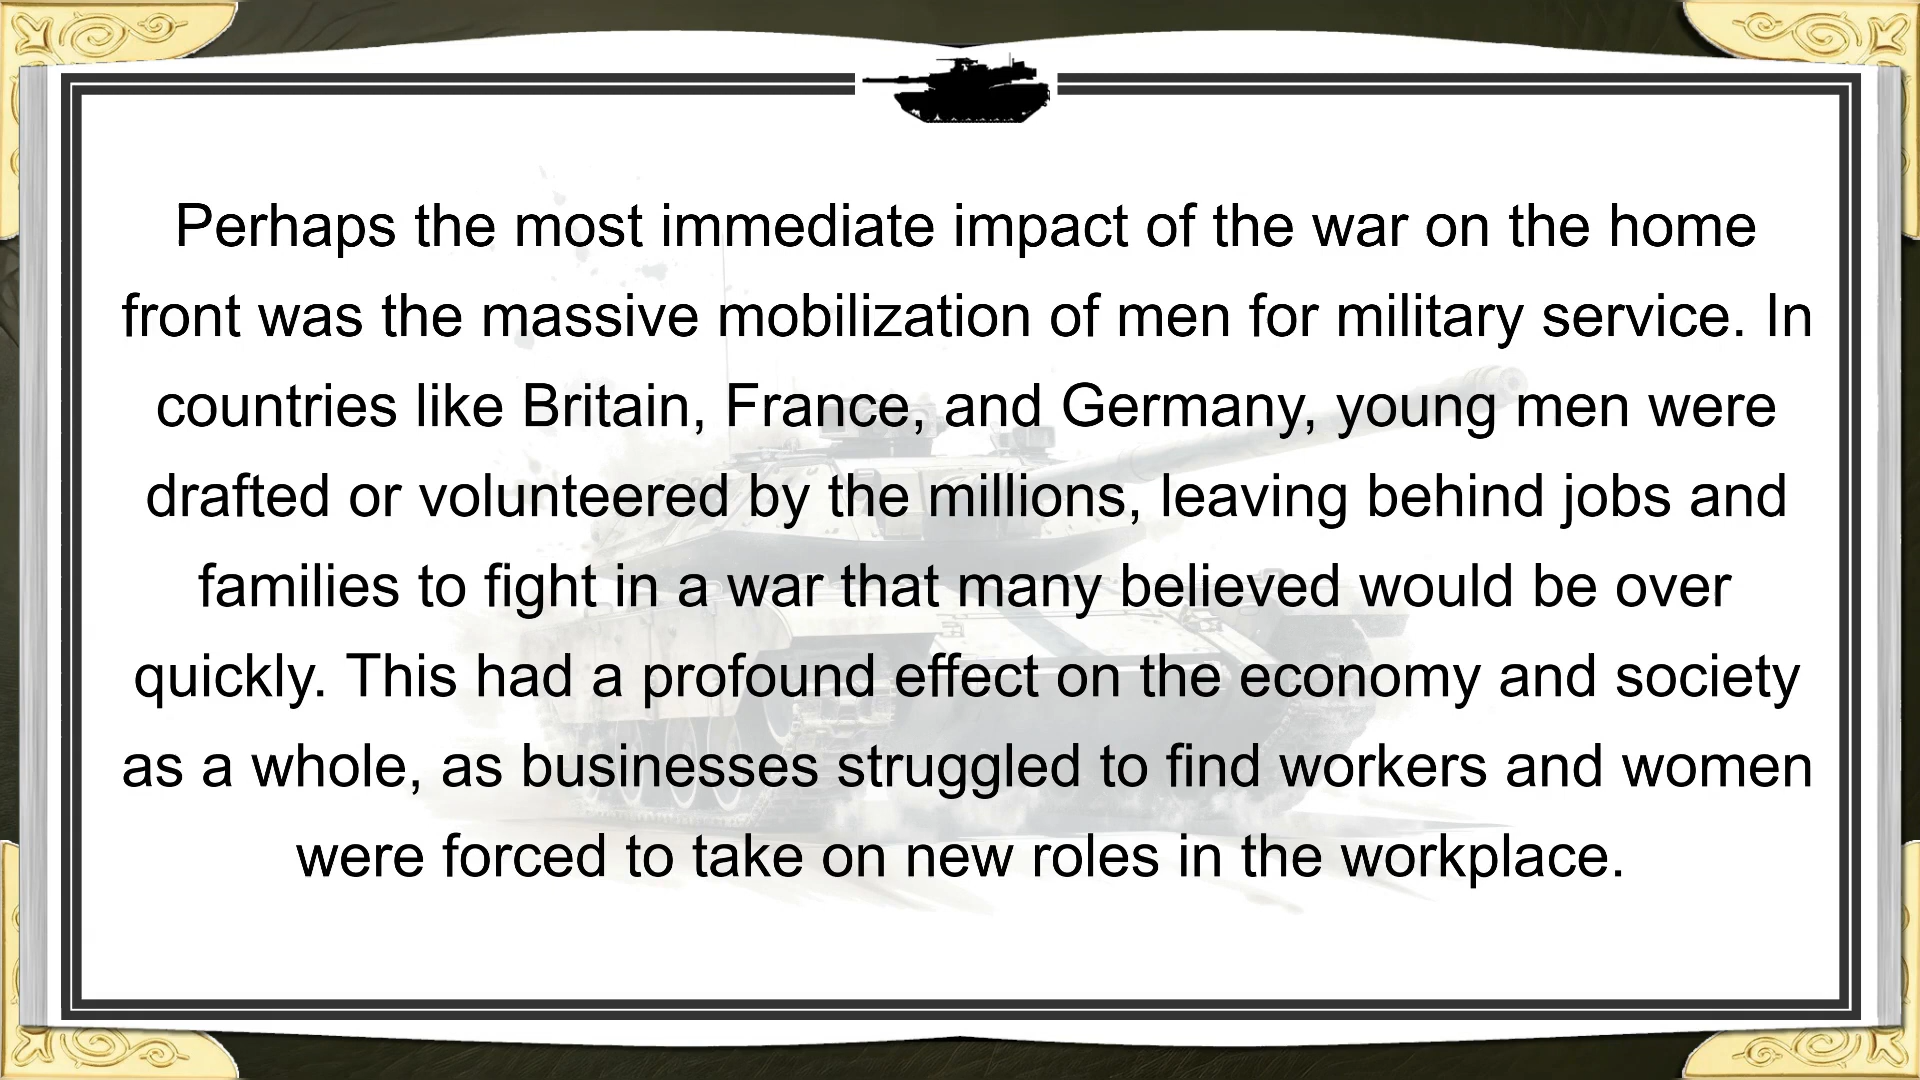 Perhaps the most immediate impact of the war on the home
front was the massive mobilization of men for military service. In
countries like Britain, France, and Germany, young men were
drafted or volunteered by the millions, leaving behind jobs and
families to fight in a war that many believed would be over
quickly. This had a profound effect on the economy and society
as a whole, as businesses struggled to find workers and women
were forced to take on new roles in the workplace.